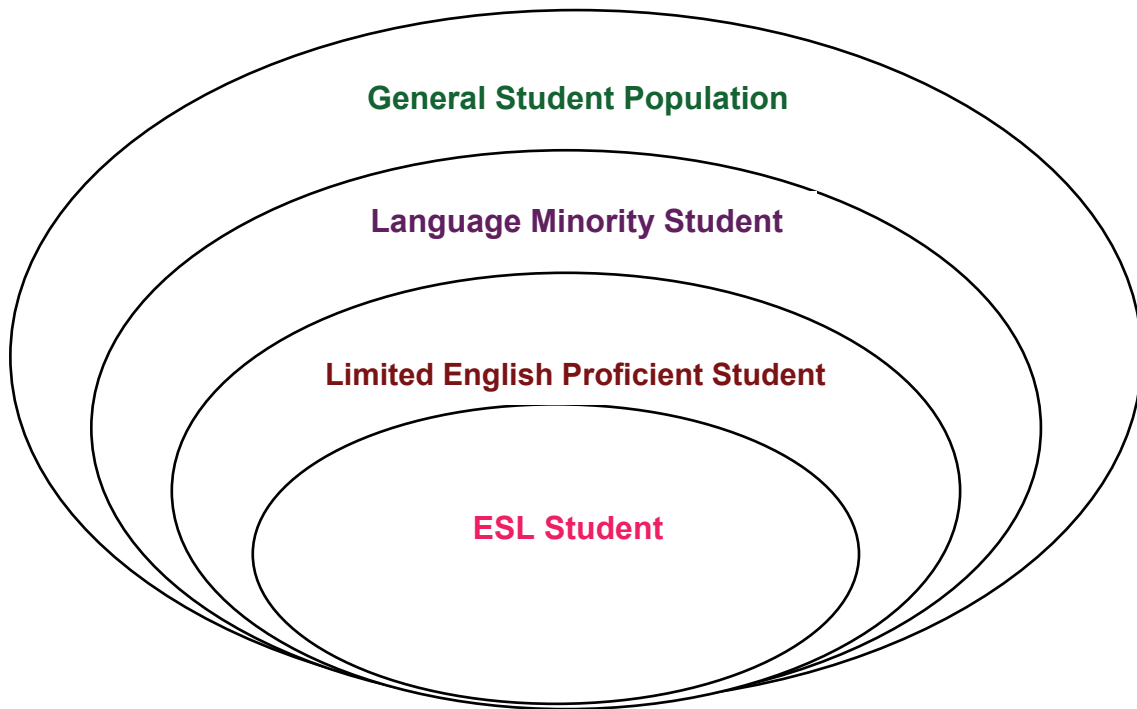 General Student Population
Language Minority Student
Limited English Proficient Student
ESL Student